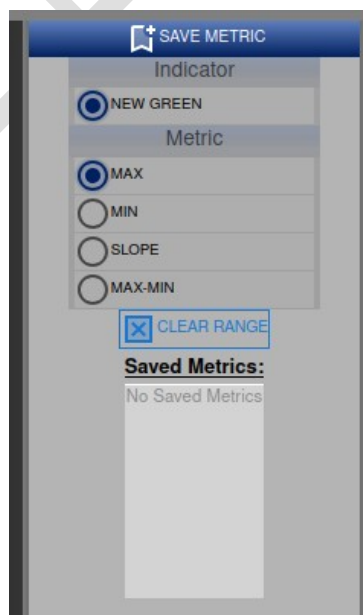 SAVE METRIC
Indicator
NEW GREEN
Metric
MAX
MIN
SLOPE
MAX-MIN
CLEAR RANGE
Saved Metrics:
No Saved Metrics